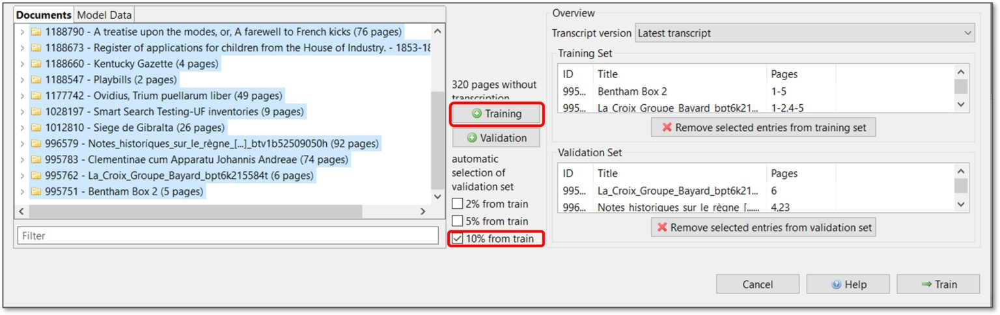 Documents Model Data
1188790 - A treatise upon the modes, or, A farewell to French kicks (76 pages)
1188673 - Register of applications for children from the House of Industry. - 1853-18
1188660 - Kentucky Gazette (4 pages)
1188547 - Playbills (2 pages)
1177742 - Ovidius, Trium puellarum liber (49 pages)
1028197 - Smart Search Testing-UF inventories (9 pages)
1012810 - Siege de Gibralta (26 pages)
996579 - Notes_historiques_sur_le_règne_[...]_btv1b52509050h (92 pages)
995783 - Clementinae cum Apparatu Johannis Andreae (74 pages)
995762 - La_Croix_Groupe_Bayard_bpt6k215584t (6 pages)
995751 - Bentham Box 2 (5 pages)
Filter
320 pages without
transcription
Training
Validation
automatic
selection of
validation set
2% from train
5% from train
10% from train
Overview
Transcript version Latest transcript
Training Set
ID Title Pages
995... Bentham Box 2 1-5
995... La_Croix_Groupe_Bayard_bpt6k21... 1-2,4-5
Remove selected entries from training set
Validation Set
ID Title Pages
995... La_Croix_Groupe_Bayard_bpt6k21... 6
996... Notes_historiques_sur_le_règne_[...... 4,23
Remove selected entries from validation set
Cancel Help Train